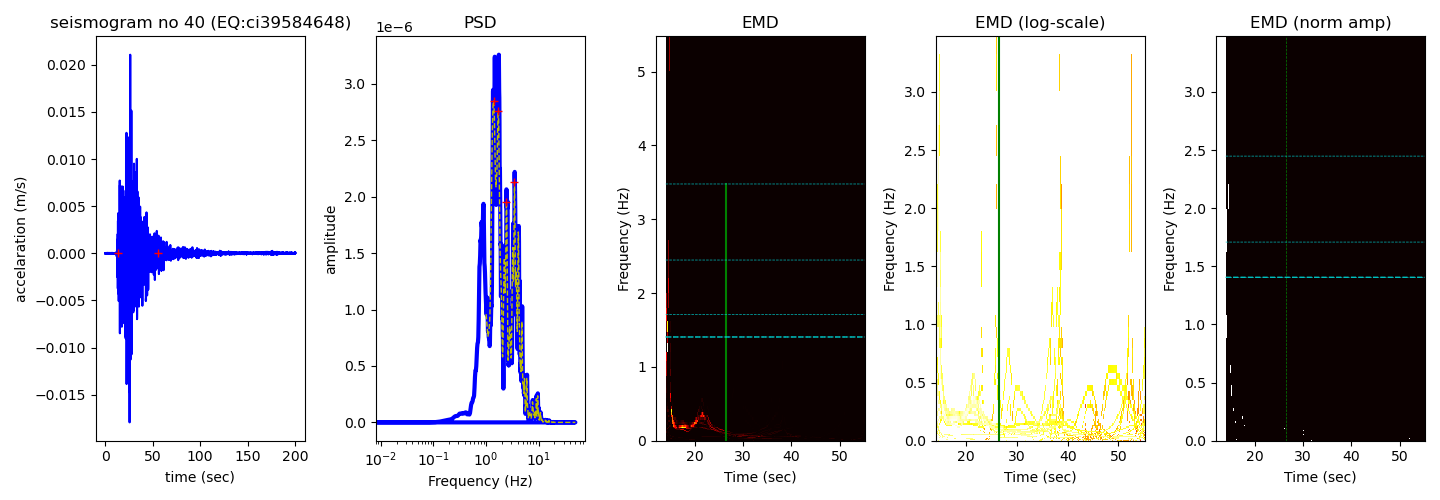 seismogram no 40 (EQ:ci39584648)
0.020
0.015
0.010
0.005
0.000
−0.005
−0.010
−0.015
accelaration (m/s)
0 50 100 150 200
time (sec)
PSD
1e−6
3.0
2.5
2.0
1.5
1.0
0.5
0.0
amplitude
10⁻² 10⁻¹ 10⁰ 10¹
Frequency (Hz)
EMD
5
4
3
2
1
0
Frequency (Hz)
20 30 40 50
Time (sec)
EMD (log-scale)
3.0
2.5
2.0
1.5
1.0
0.5
0.0
Frequency (Hz)
20 30 40 50
Time (sec)
EMD (norm amp)
3.0
2.5
2.0
1.5
1.0
0.5
0.0
Frequency (Hz)
20 30 40 50
Time (sec)